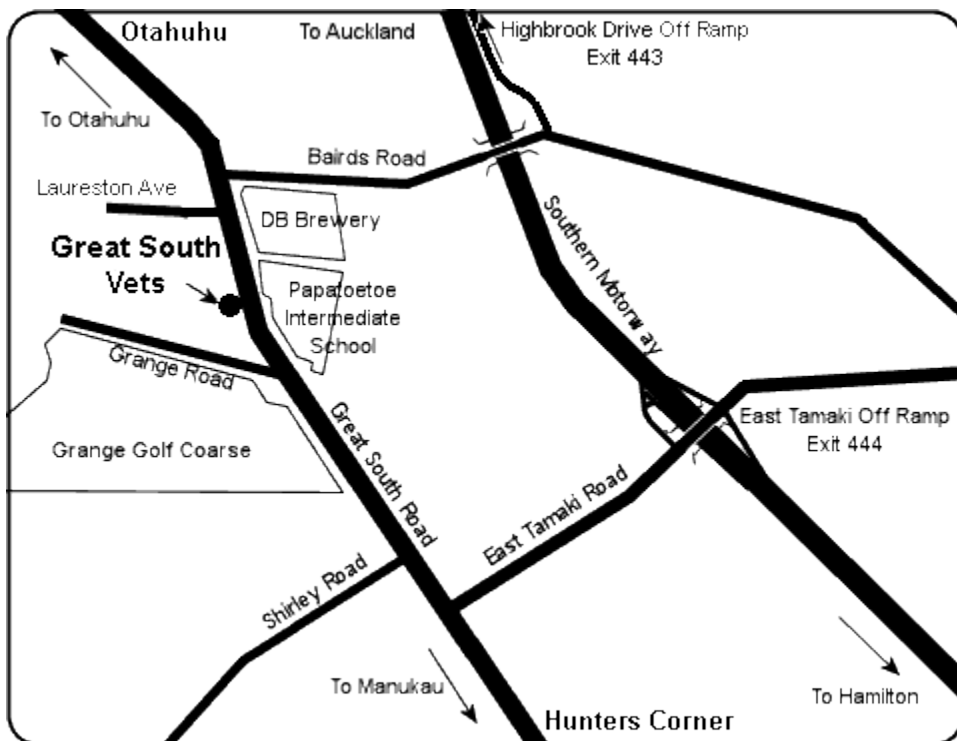 Otahuhu
To Auckland
Highbrook Drive Off Ramp
Exit 443
To Otahuhu
Bairds Road
Laureston Ave
DB Brewery
Southern Motorway
Great South
Vets
Papatoetoe
Intermediate
School
Grange Road
Great South Road
East Tamaki Off Ramp
Exit 444
Grange Golf Coarse
East Tamaki Road
Shirley Road
To Manukau
To Hamilton
Hunters Corner